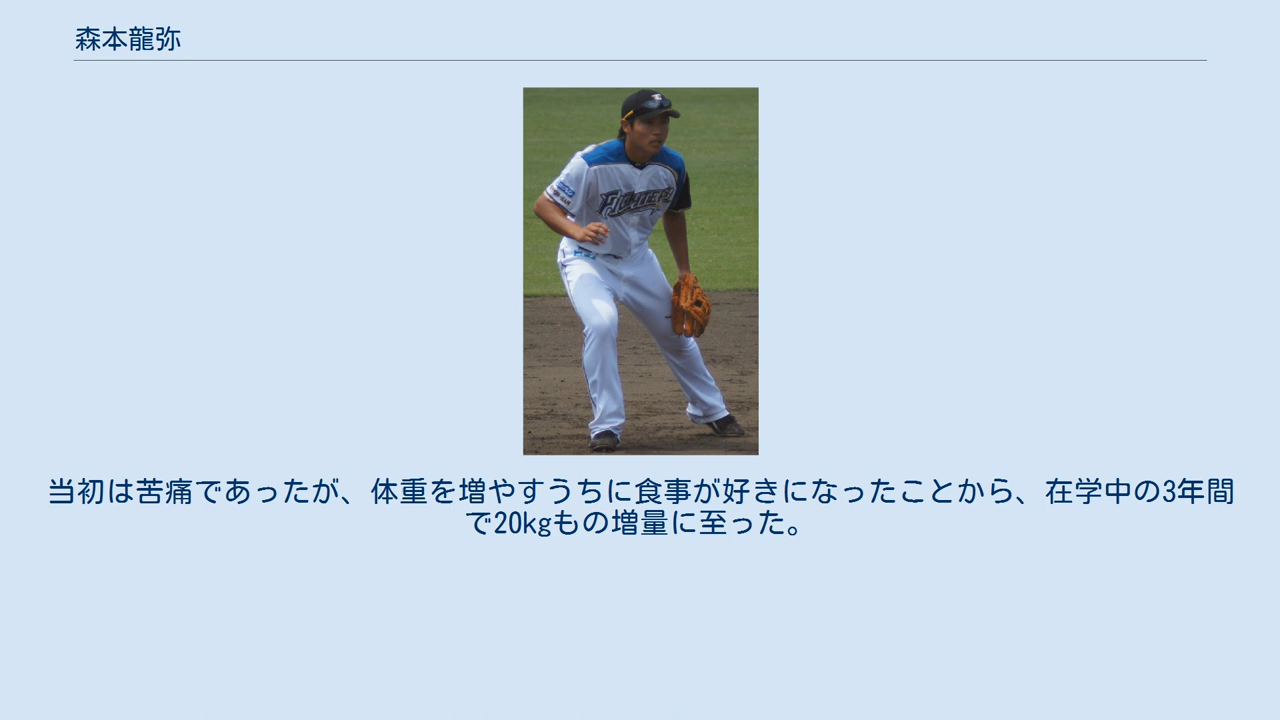 森本龍弥
FIGHTERS
当初は苦痛であったが、体重を増やすうちに食事が好きになったことから、在学中の3年間
で20kgもの増量に至った。